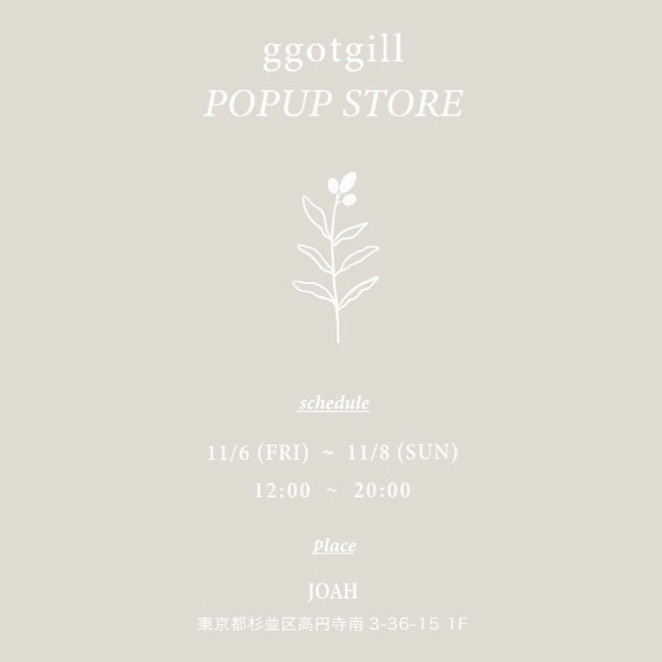 ggotgill
POPUP STORE
schedule
11/6 (FRI) ~ 11/8 (SUN)
12:00 ~ 20:00
place
JOAH
東京都杉並区高円寺南 3-36-15 1F